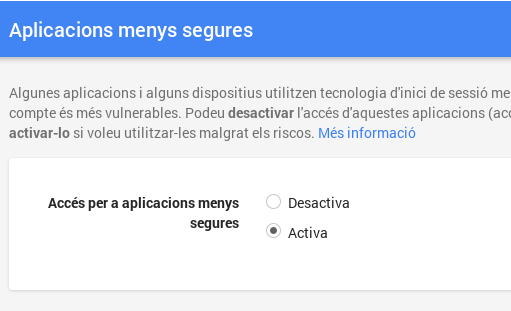 Aplicacions menys segures
Algunes aplicacions i alguns dispositius utilitzen tecnologia d'inici de sessió
compte és més vulnerables. Podeu desactivar l'accés d'aquestes aplicacions
activar-lo si voleu utilitzar-les malgrat els riscos. Més informació
Accés per a aplicacions menys
segures
Desactiva
Activa